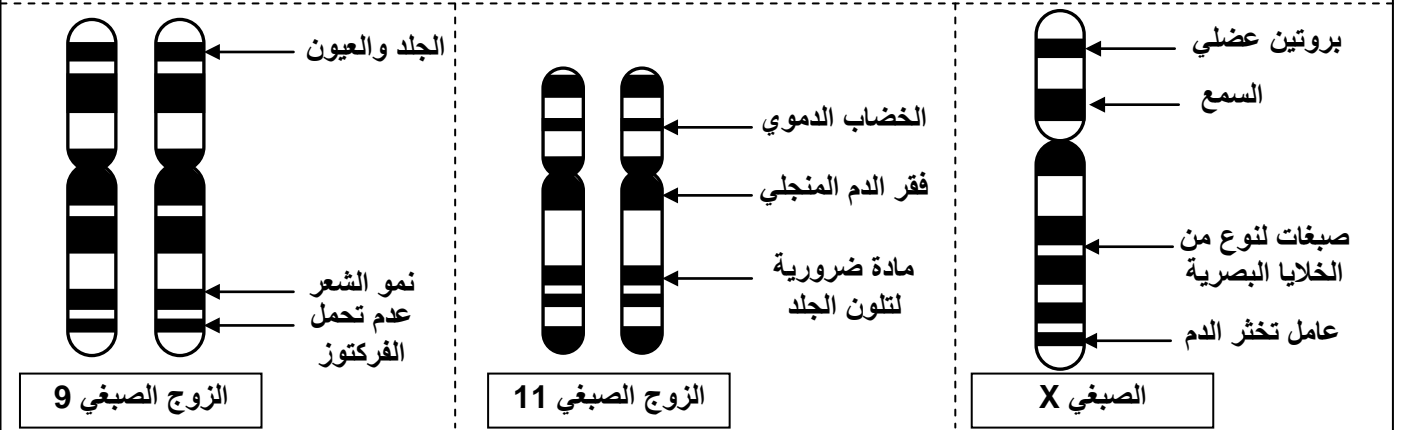 بروتين عضلي
السمع
صبغات لنوع من
الخلايا البصرية
عامل تخثر الدم
الصبغي X
الخضاب الدموي
فقر الدم المنجلي
مادة ضرورية
لتلون الجلد
الزوج الصبغي 11
الجلد والعيون
نمو الشعر
عدم تحمل
الفركتوز
الزوج الصبغي 9